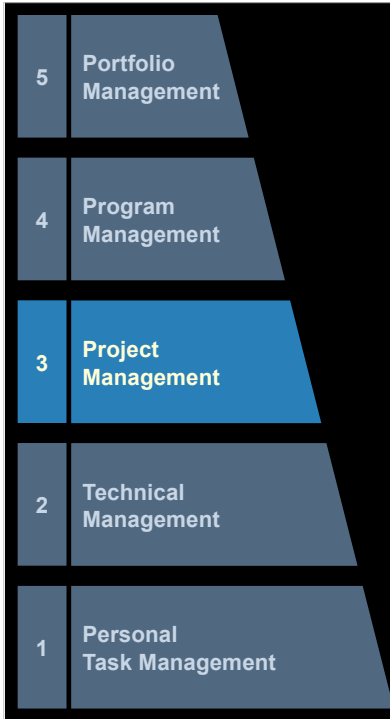 5
Portfolio
Management
4
Program
Management
3
Project
Management
2
Technical
Management
1
Personal
Task Management